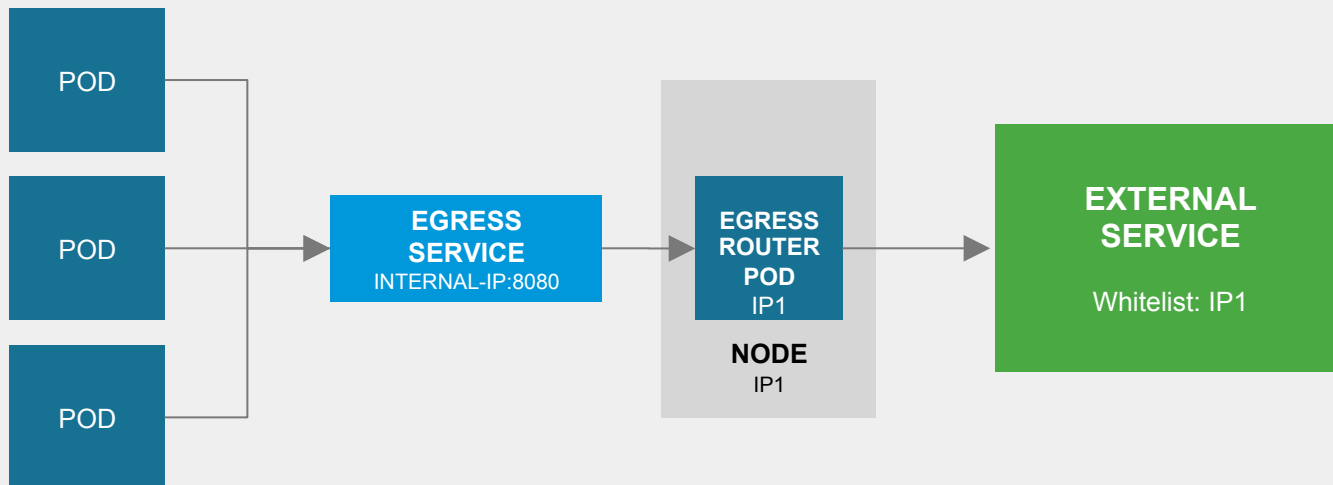 POD
POD
POD
EGRESS
SERVICE
INTERNAL-IP:8080
EGRESS
ROUTER
POD
IP1
NODE
IP1
EXTERNAL
SERVICE
Whitelist: IP1